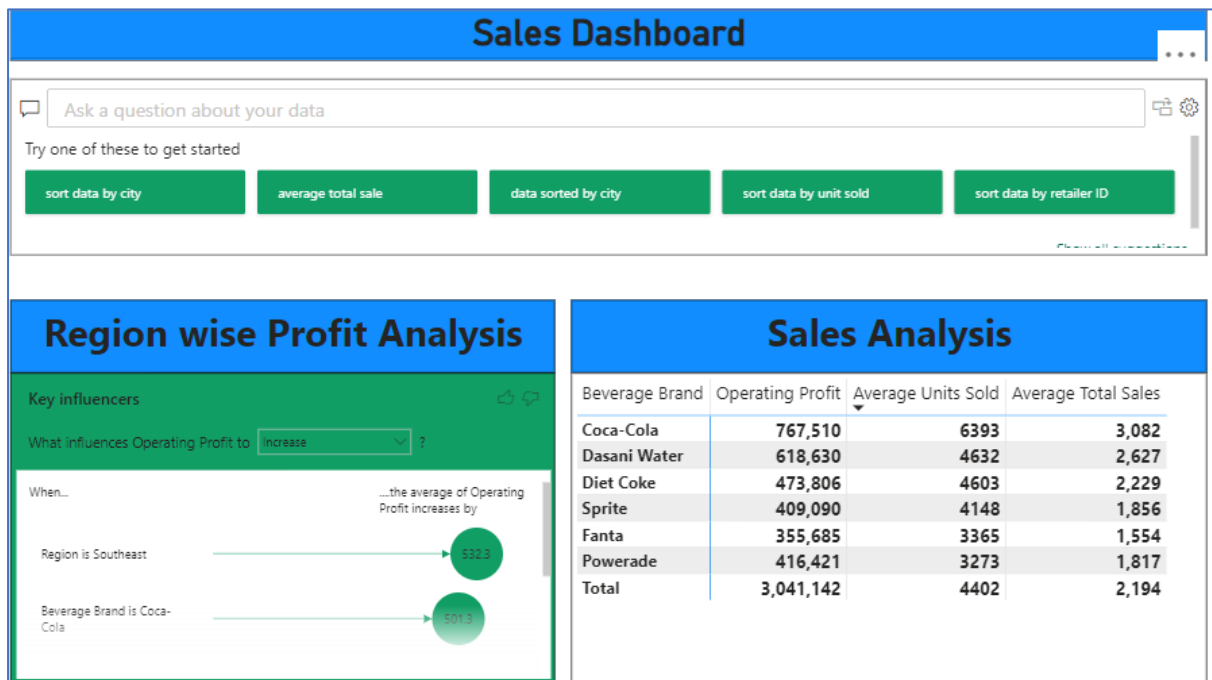 Sales Dashboard
...
Ask a question about your data
Try one of these to get started
sort data by city
average total sale
data sorted by city
sort data by unit sold
sort data by retailer ID
Region wise Profit Analysis
Key influencers
What influences Operating Profit to Increase ?
When...
....the average of Operating
Profit increases by
Region is Southeast
532.3
Beverage Brand is Coca-
Cola
501.3
Sales Analysis
Beverage Brand Operating Profit Average Units Sold Average Total Sales
Coca-Cola 767,510 6393 3,082
Dasani Water 618,630 4632 2,627
Diet Coke 473,806 4603 2,229
Sprite 409,090 4148 1,856
Fanta 355,685 3365 1,554
Powerade 416,421 3273 1,817
Total 3,041,142 4402 2,194